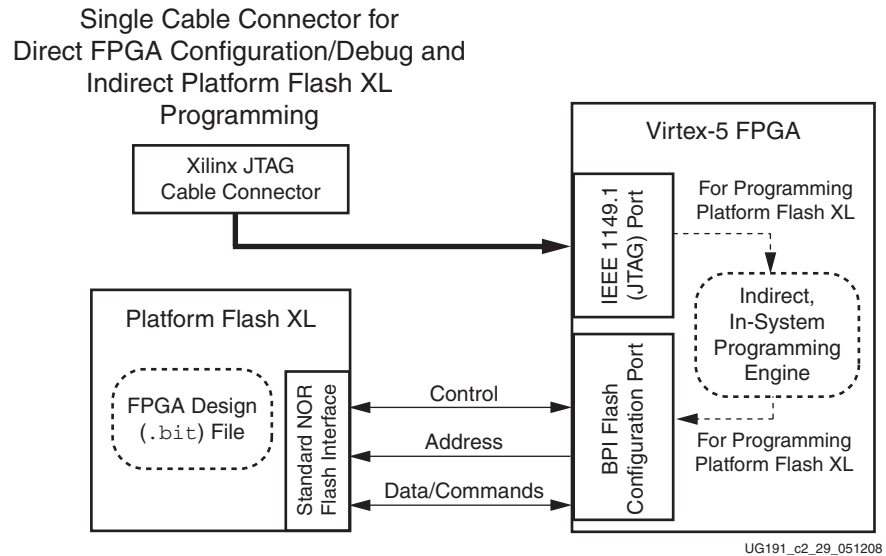 Single Cable Connector for
Direct FPGA Configuration/Debug and
Indirect Platform Flash XL
Programming
Xilinx JTAG
Cable Connector
Virtex-5 FPGA
IEEE 1149.1
(JTAG) Port
For Programming
Platform Flash XL
Indirect,
In-System
Programming
Engine
For Programming
Platform Flash XL
BPI Flash
Configuration Port
Platform Flash XL
FPGA Design
(.bit) File
Standard NOR
Flash Interface
Control
Address
Data/Commands
UG191_c2_29_051208